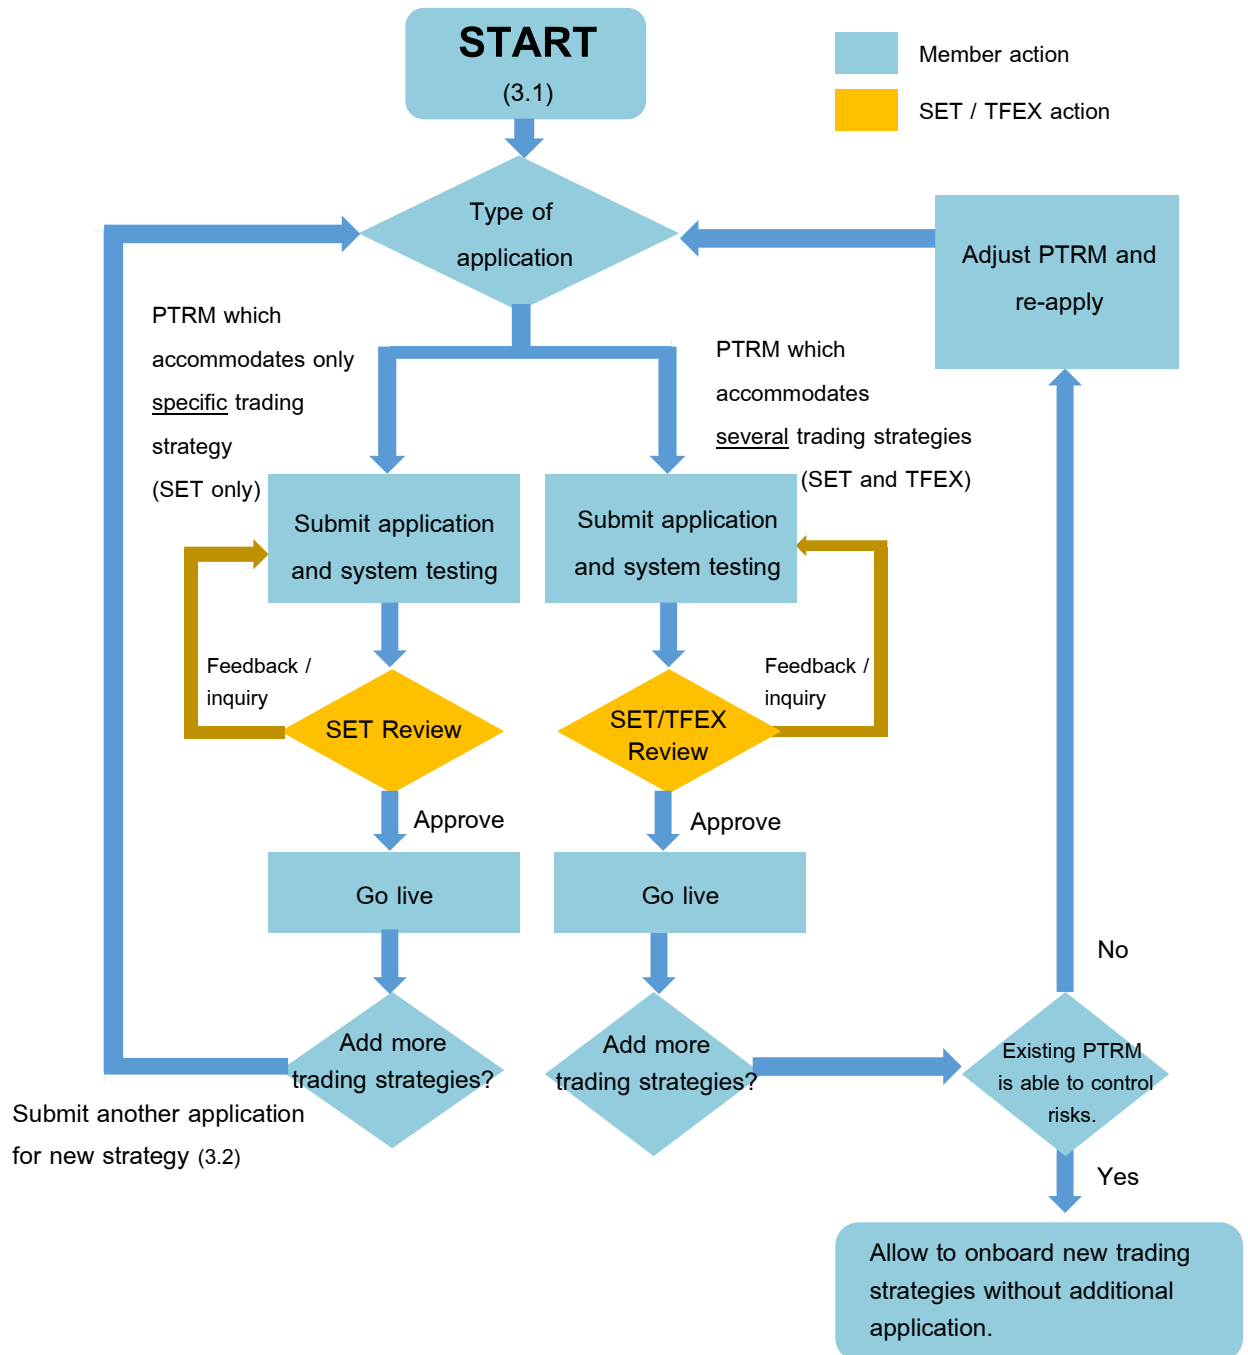 START
(3.1)
Member action
SET / TFEX action
Type of
application
Adjust PTRM and
re-apply
PTRM which
accommodates only
specific trading
strategy
(SET only)
PTRM which
accommodates
several trading strategies
(SET and TFEX)
Submit application
and system testing
Submit application
and system testing
Feedback /
inquiry
Feedback /
inquiry
SET Review
SET/TFEX
Review
Approve
Approve
Go live
Go live
No
Add more
trading strategies?
Add more
trading strategies?
Existing PTRM
is able to control
risks.
Submit another application
for new strategy (3.2)
Yes
Allow to onboard new trading
strategies without additional
application.